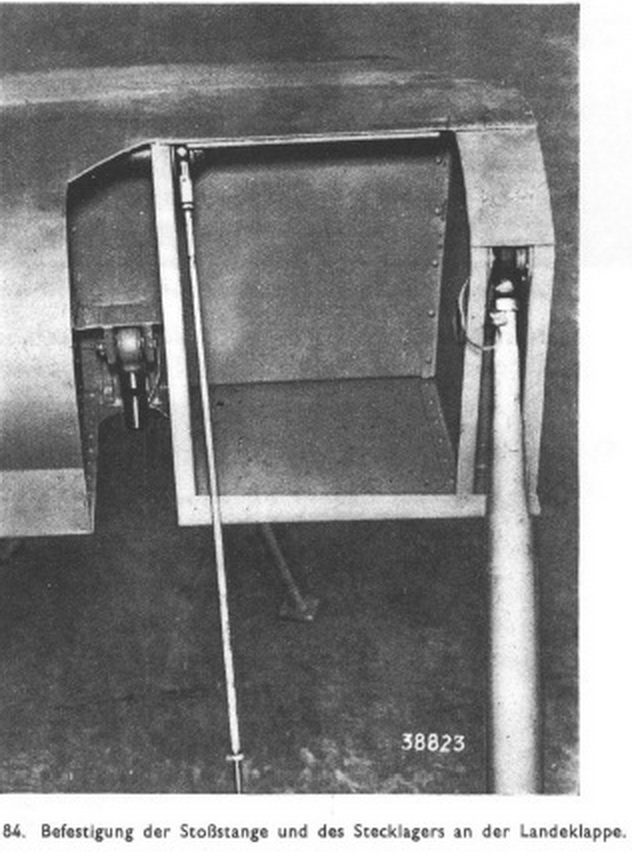 38823
84. Befestigung der Stoßstange und des Stecklagers an der Landeklappe.